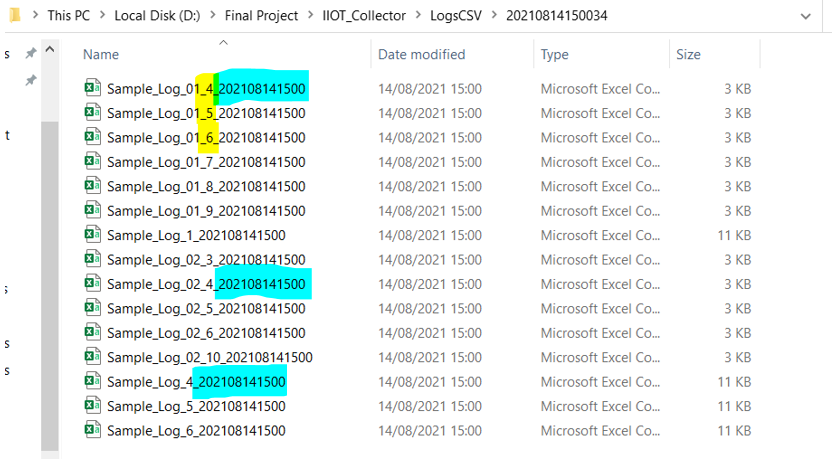 This PC > Local Disk (D:) > Final Project > IIOT_Collector > LogsCSV > 20210814150034
Name Date modified Type Size
Sample_Log_01_4_202108141500 14/08/2021 15:00 Microsoft Excel Co... 3 KB
Sample_Log_01_5_202108141500 14/08/2021 15:00 Microsoft Excel Co... 3 KB
Sample_Log_01_6_202108141500 14/08/2021 15:00 Microsoft Excel Co... 3 KB
Sample_Log_01_7_202108141500 14/08/2021 15:00 Microsoft Excel Co... 3 KB
Sample_Log_01_8_202108141500 14/08/2021 15:00 Microsoft Excel Co... 3 KB
Sample_Log_01_9_202108141500 14/08/2021 15:00 Microsoft Excel Co... 3 KB
Sample_Log_1_202108141500 14/08/2021 15:00 Microsoft Excel Co... 11 KB
Sample_Log_02_3_202108141500 14/08/2021 15:00 Microsoft Excel Co... 3 KB
Sample_Log_02_4_202108141500 14/08/2021 15:00 Microsoft Excel Co... 3 KB
Sample_Log_02_5_202108141500 14/08/2021 15:00 Microsoft Excel Co... 3 KB
Sample_Log_02_6_202108141500 14/08/2021 15:00 Microsoft Excel Co... 3 KB
Sample_Log_02_10_202108141500 14/08/2021 15:00 Microsoft Excel Co... 3 KB
Sample_Log_4_202108141500 14/08/2021 15:00 Microsoft Excel Co... 11 KB
Sample_Log_5_202108141500 14/08/2021 15:00 Microsoft Excel Co... 11 KB
Sample_Log_6_202108141500 14/08/2021 15:00 Microsoft Excel Co... 11 KB